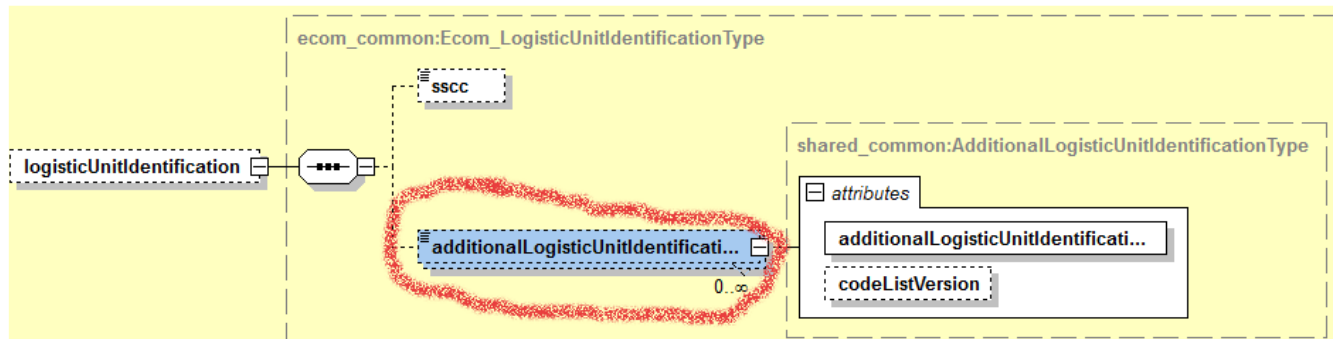 ecom_common:Ecom_LogisticUnitIdentificationType
sscc
logisticUnitIdentification
shared_common:AdditionalLogisticUnitIdentificationType
attributes
additionalLogisticUnitIdentificati...
additionalLogisticUnitIdentificati...
0..∞
codeListVersion